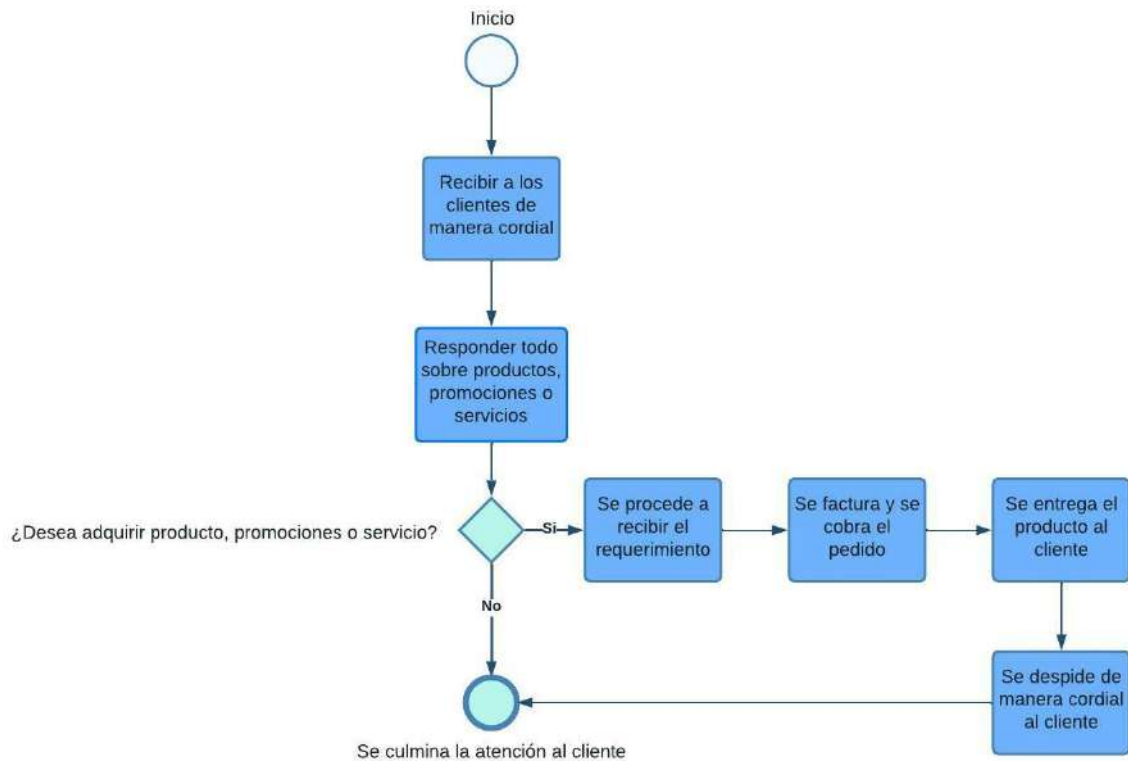 Inicio
Recibir a los
clientes de
manera cordial
Responder todo
sobre productos,
promociones o
servicios
¿Desea adquirir producto, promociones o servicio?
Si
Se procede a
recibir el
requerimiento
Se factura y se
cobra el
pedido
Se entrega el
producto al
cliente
No
Se despide de
manera cordial
al cliente
Se culmina la atención al cliente